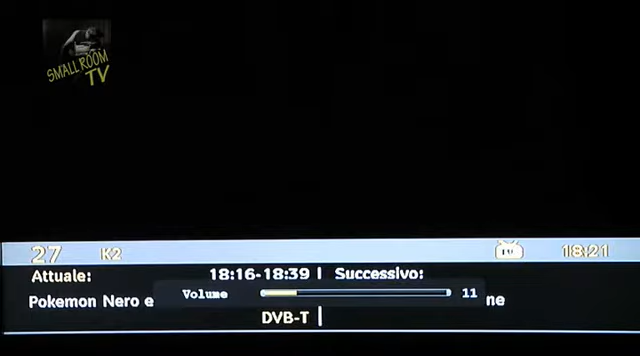 SMALL ROOM
TV
27 K2 TV 18:21
Attuale: 18:16-18:39 | Successivo:
Pokemon Nero e Volume 11 ne
DVB-T |